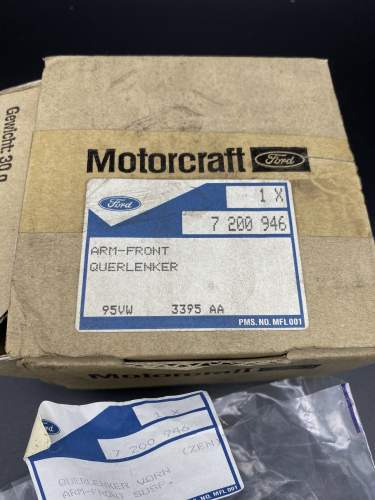 Gewicht: 30 g
Motorcraft Ford
Ford
1 X
7 200 946
ARM-FRONT
QUERLENKER
95VW 3395 AA
PMS. NO. MFL 001
Motorcraft
1 X
7 200 946
(ZEN)
QUERLENKER VORN
ARM-FRONT SUSP.